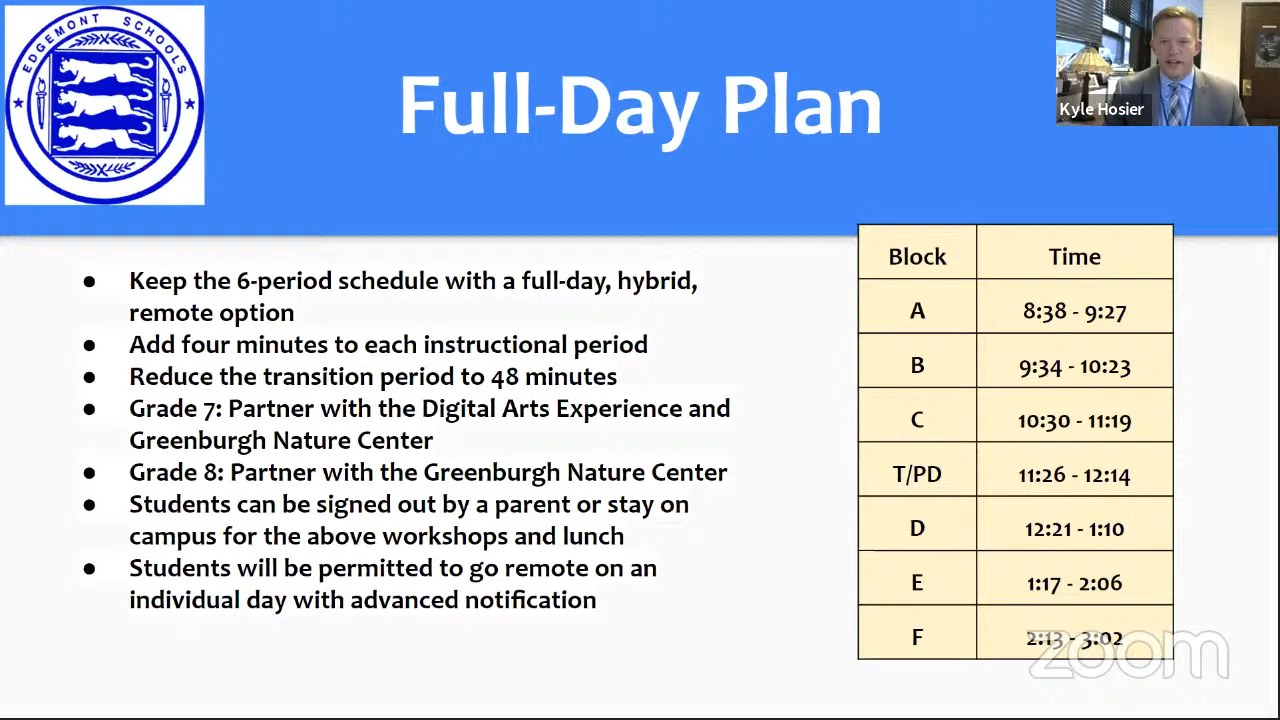 EDGEMONT SCHOOLS
Full-Day Plan
Kyle Hosier
● Keep the 6-period schedule with a full-day, hybrid,
remote option
● Add four minutes to each instructional period
● Reduce the transition period to 48 minutes
● Grade 7: Partner with the Digital Arts Experience and
Greenburgh Nature Center
● Grade 8: Partner with the Greenburgh Nature Center
● Students can be signed out by a parent or stay on
campus for the above workshops and lunch
● Students will be permitted to go remote on an
individual day with advanced notification
Block Time
A 8:38 - 9:27
B 9:34 - 10:23
C 10:30 - 11:19
T/PD 11:26 - 12:14
D 12:21 - 1:10
E 1:17 - 2:06
F 2:13 - 3:02
zoom